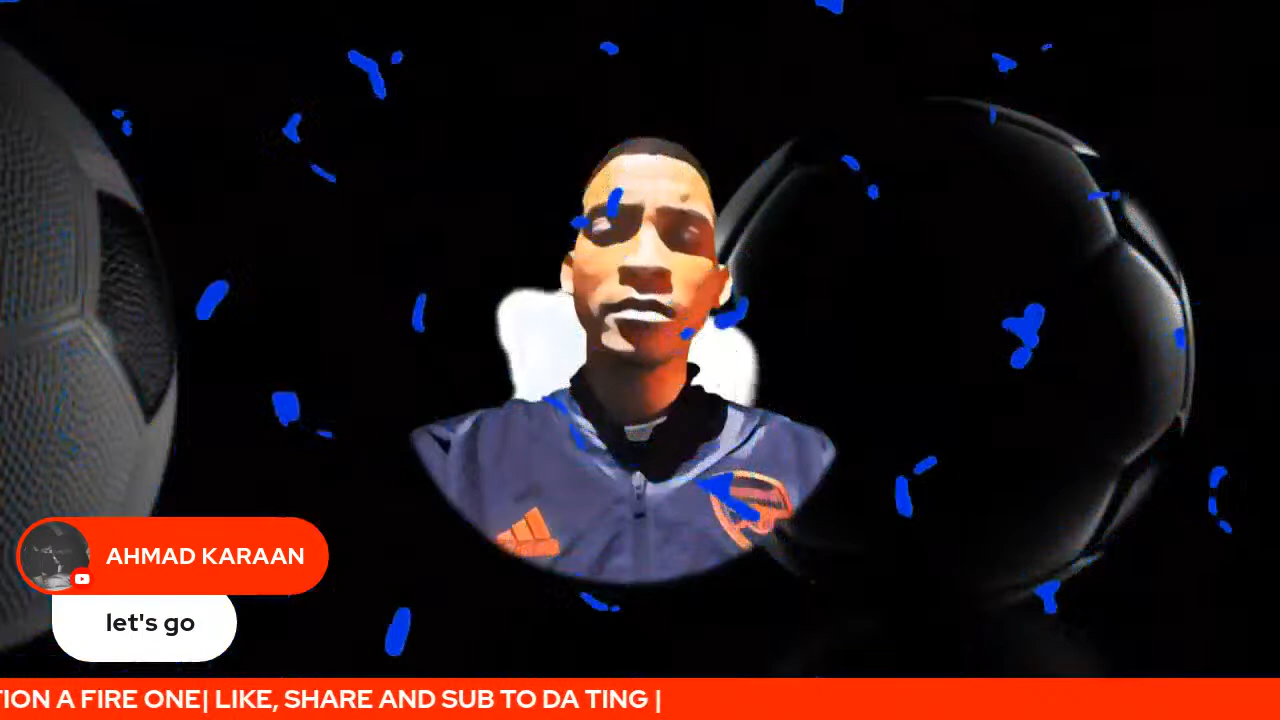 AHMAD KARAAN
let's go
TION A FIRE ONE| LIKE, SHARE AND SUB TO DA TING |